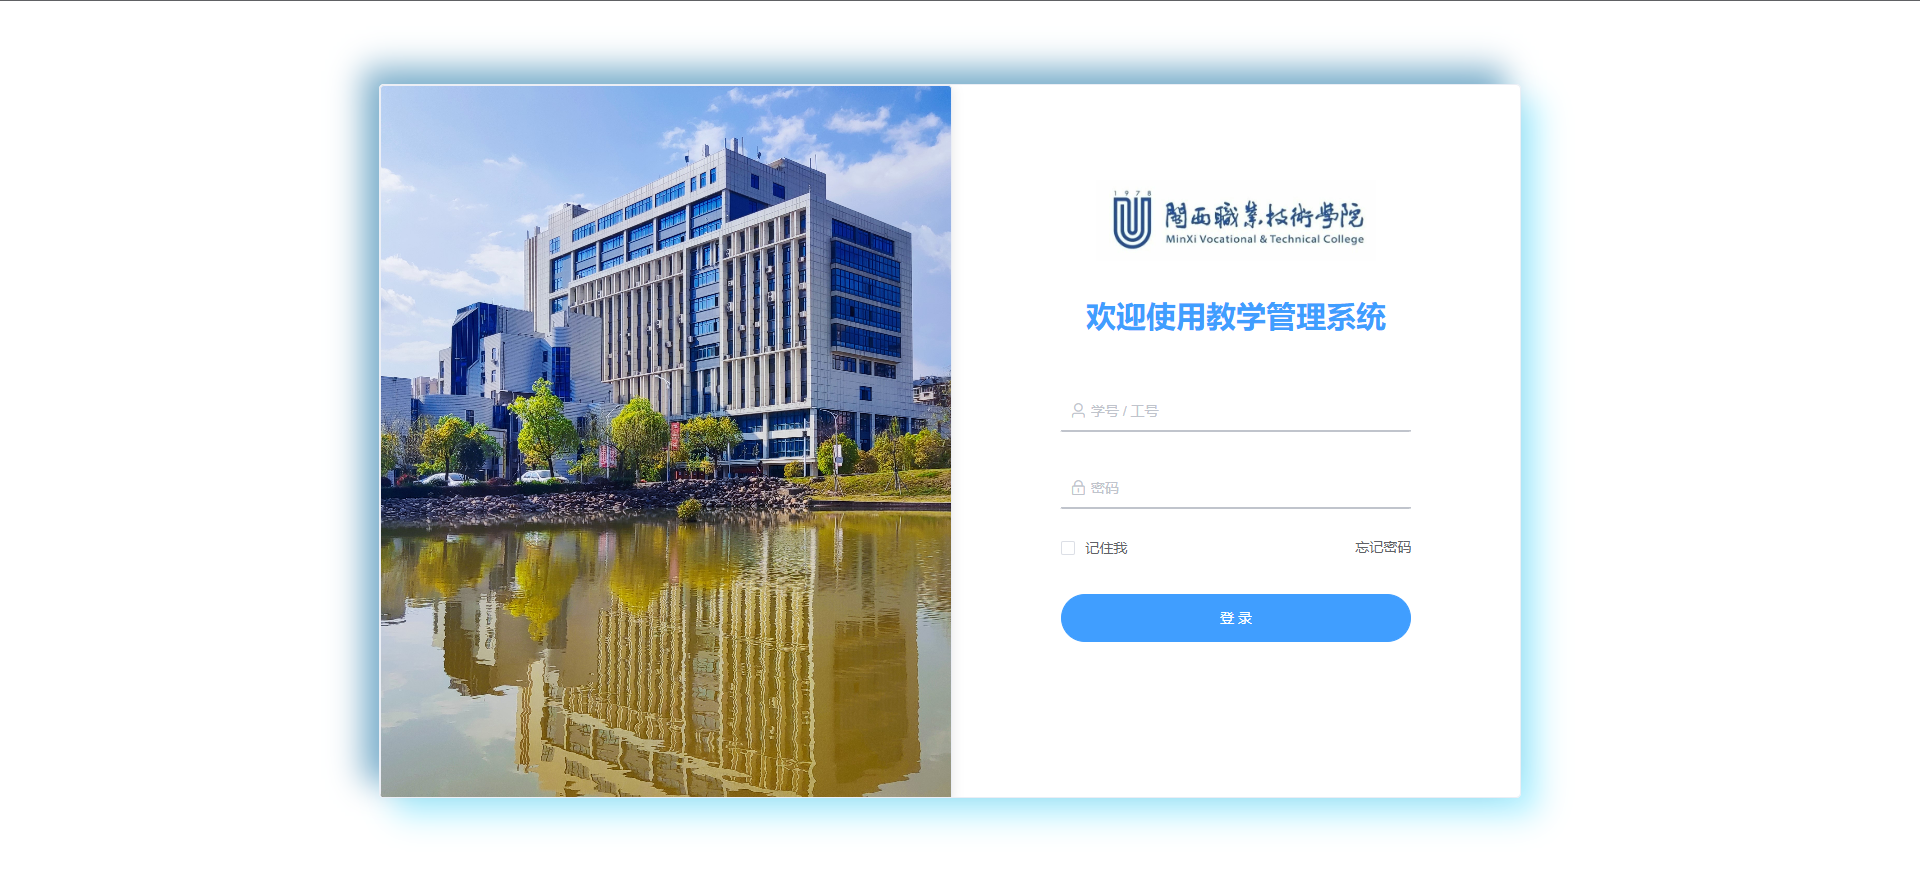 1978
閩西職業技術學院
MinXi Vocational & Technical College
欢迎使用教学管理系统
学号 / 工号
密码
记住我
忘记密码
登 录